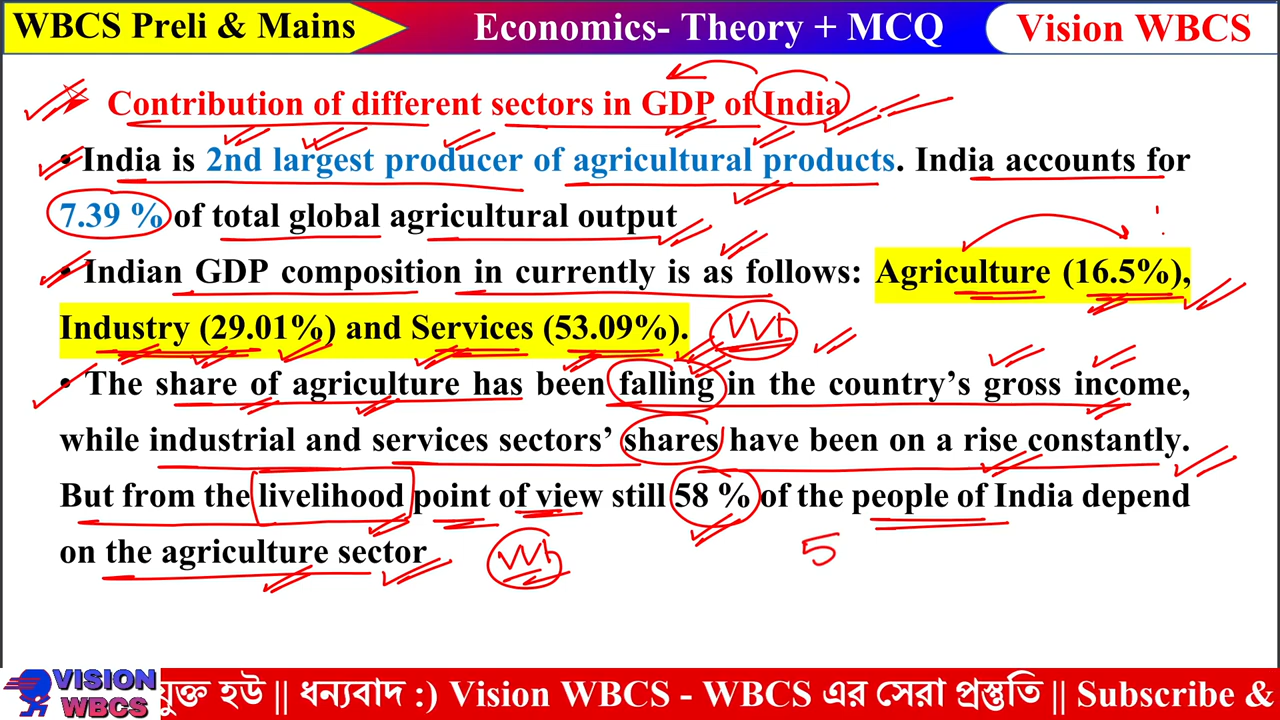 WBCS Preli & Mains
Economics- Theory + MCQ
Vision WBCS
Contribution of different sectors in GDP of India
• India is 2nd largest producer of agricultural products. India accounts for
7.39 % of total global agricultural output
• Indian GDP composition in currently is as follows: Agriculture (16.5%),
Industry (29.01%) and Services (53.09%).
VVI
• The share of agriculture has been falling in the country's gross income,
while industrial and services sectors' shares have been on a rise constantly.
But from the livelihood point of view still 58 % of the people of India depend
on the agriculture sector
VVI
5
VISION
WBCS
যুক্ত হউ || ধন্যবাদ :) Vision WBCS - WBCS এর সেরা প্রস্তুতি || Subscribe &